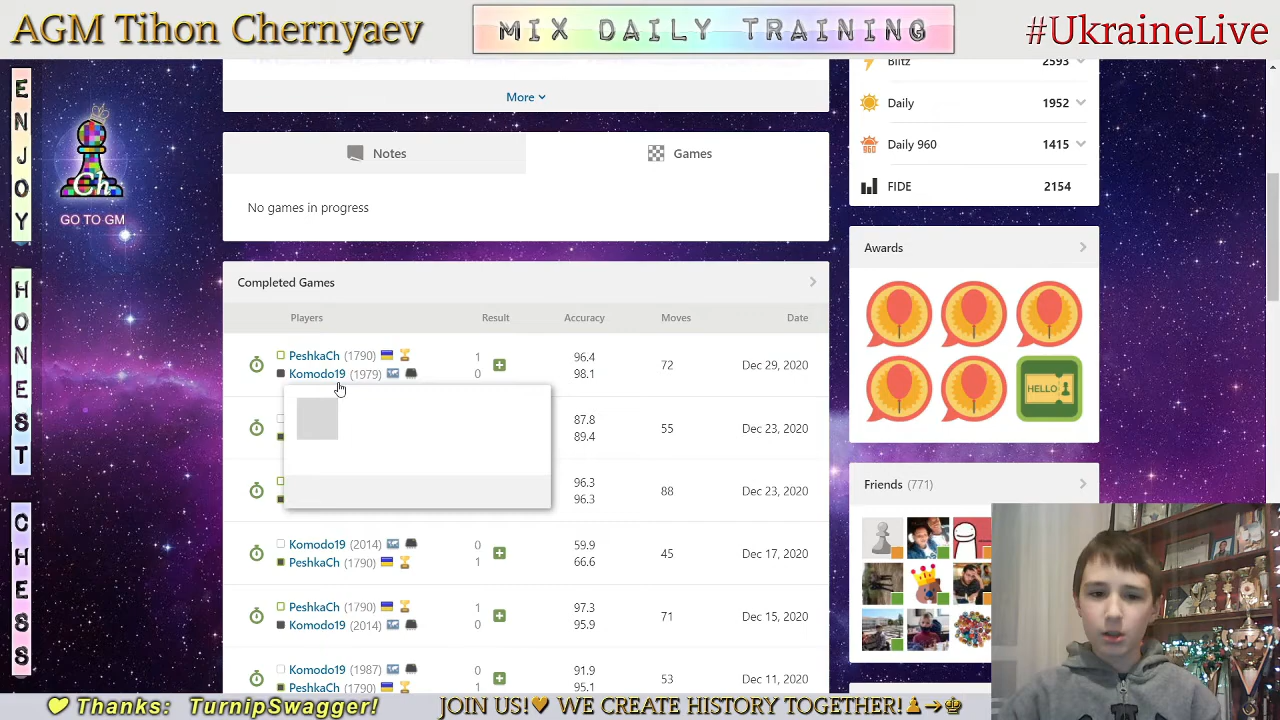 AGM Tihon Chernyaev
MIX DAILY TRAINING
#UkraineLive
ENJOY
HONEST
CHESS
Ch
GO TO GM
More
Notes
Games
No games in progress
Completed Games
Players Result Accuracy Moves Date
PeshkaCh (1790) 1 96.4
Komodo19 (1979) 0 98.1
72 Dec 29, 2020
87.8
89.4
55 Dec 23, 2020
96.3
96.3
88 Dec 23, 2020
Komodo19 (2014) 0 59.9
PeshkaCh (1790) 1 66.6
45 Dec 17, 2020
PeshkaCh (1790) 1 97.3
Komodo19 (2014) 0 95.9
71 Dec 15, 2020
Komodo19 (1987) 0 91.9
PeshkaCh (1790) 1 95.1
53 Dec 11, 2020
Blitz 2593
Daily 1952
960
Daily 960 1415
FIDE 2154
Awards
HELLO
Friends (771)
Thanks: TurnipSwagger!
JOIN US! WE CREATE HISTORY TOGETHER!